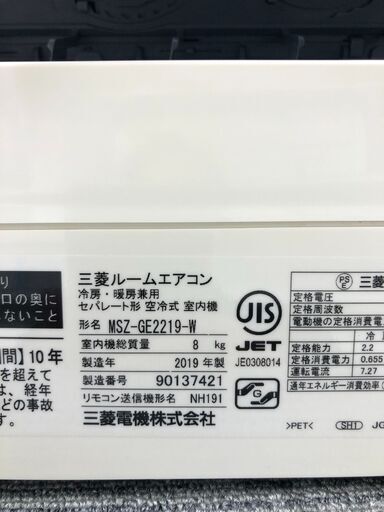 り
口の奥に
ないこと
間】10年
を超えて
は、経年
どの事故
三菱ルームエアコン
冷房・暖房兼用
セパレート形 空冷式 室内機
形名 MSZ-GE2219-W
室内機総質量 8 kg
製造年 2019 年製
製造番号 90137421
リモコン送信機形名 NH191
三菱電機株式会社
JIS
JET
JE0308014
PS
E
三菱
定格電圧
定格周波数
電動機の定格消費電
冷
定格能力 2.2
定格消費電力 0.655
運転電流 7.27
通年エネルギー消費効率
>PET<
SH1
JG